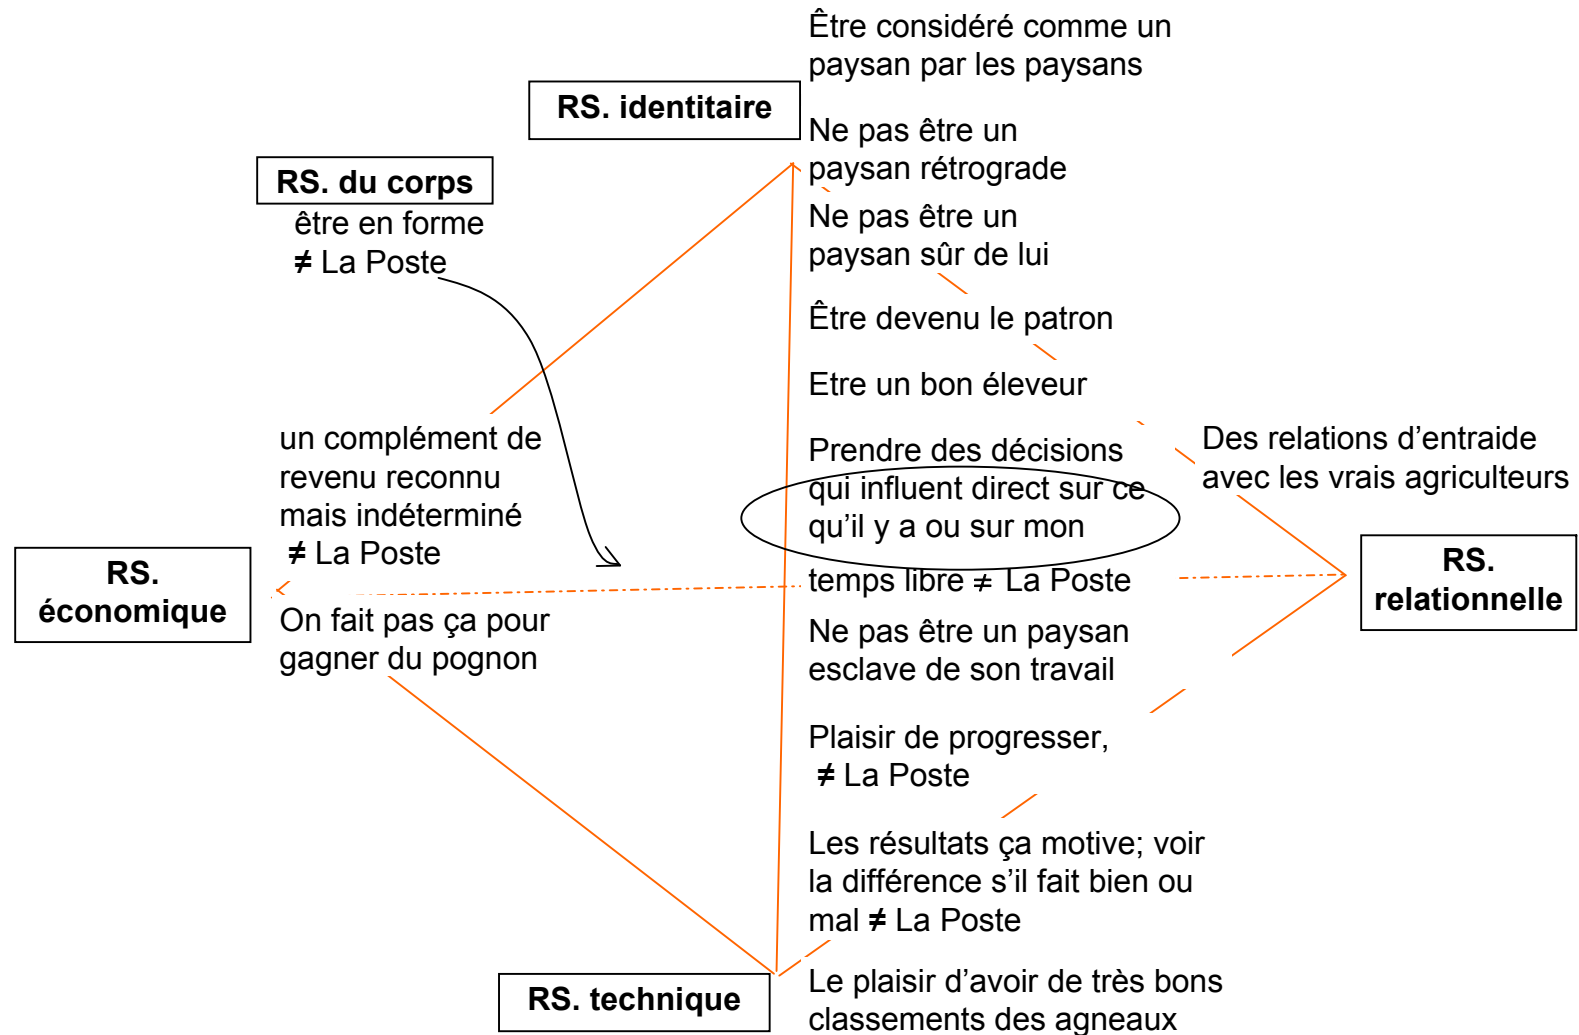 Être considéré comme un
paysan par les paysans
RS. identitaire
Ne pas être un
paysan rétrograde
RS. du corps
être en forme
≠ La Poste
Ne pas être un
paysan sûr de lui
Être devenu le patron
Etre un bon éleveur
un complément de
revenu reconnu
mais indéterminé
≠ La Poste
Prendre des décisions
qui influent direct sur ce
qu’il y a ou sur mon
temps libre ≠ La Poste
Des relations d’entraide
avec les vrais agriculteurs
RS.
économique
RS.
relationnelle
On fait pas ça pour
gagner du pognon
Ne pas être un paysan
esclave de son travail
Plaisir de progresser,
≠ La Poste
Les résultats ça motive; voir
la différence s’il fait bien ou
mal ≠ La Poste
RS. technique
Le plaisir d’avoir de très bons
classements des agneaux